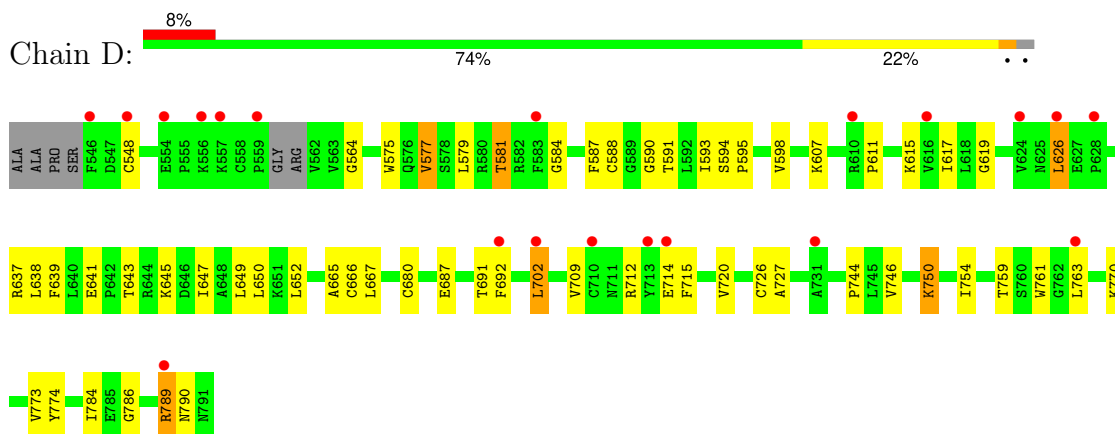 8%
Chain D:
74% 22% • •
ALA ALA PRO SER F546 D547 C548 E554 P555 K556 K557 C558 P559 GLY ARG V562 V563 G564 W575 Q576 V577 S578 L579 R580 T581 R582 F583 G584 F587 C588 G589 G590 T591 L592 I593 S594 P595 V598 K607 R610 P611 K615 V616 I617 L618 G619 V624 N625 L626 E627 P628
R637 L638 F639 L640 E641 P642 T643 R644 K645 D646 I647 A648 L649 L650 K651 L652 A665 C666 L667 C680 E687 T691 F692 L702 V709 C710 N711 R712 Y713 E714 F715 V720 C726 A727 A731 P744 L745 V746 K750 I754 T759 S760 W761 G762 L763 K770
V773 Y774 I784 E785 G786 R789 N790 N791